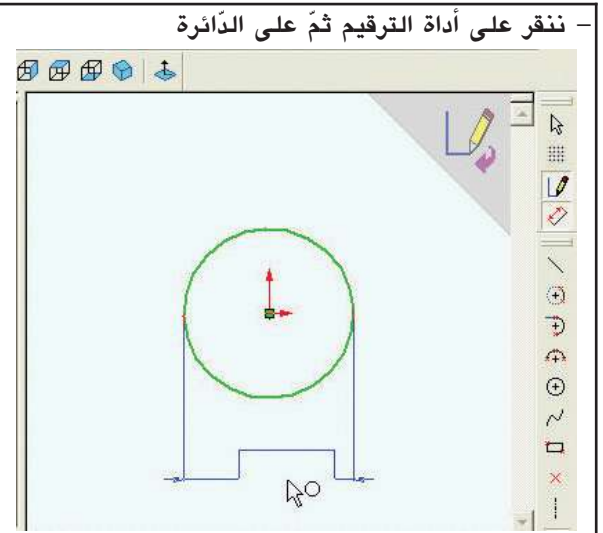 – ننقر على أداة الترقيم ثمّ على الدّائرة